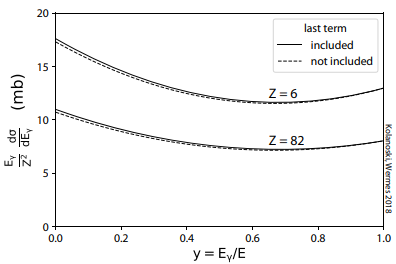 20
15
10
5
0
(mb)
Eγ/Z² dσ/dEγ
last term
included
not included
Z = 6
Z = 82
0.0 0.2 0.4 0.6 0.8 1.0
y = Eγ/E
Kolanoski, Wermes 2018